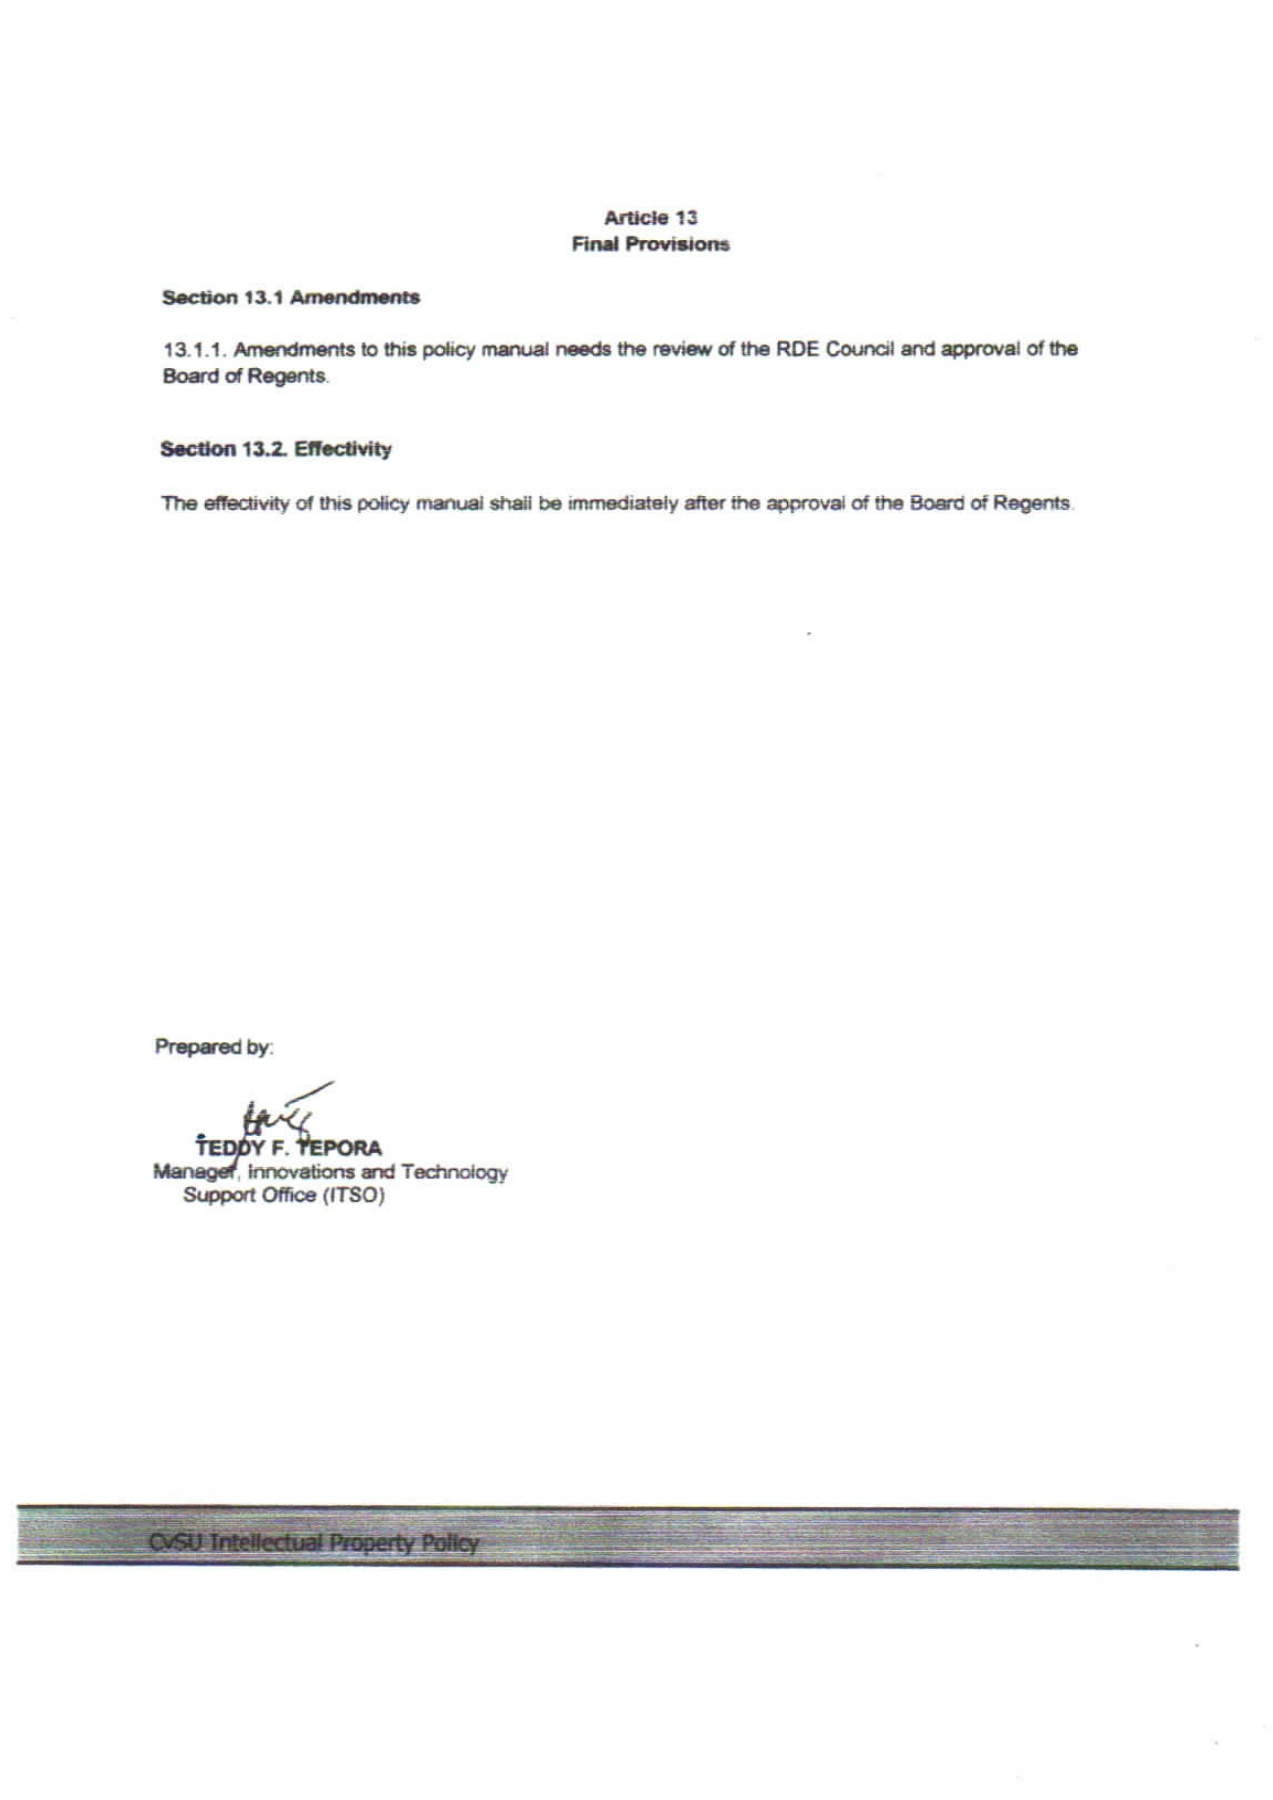 Article 13
Final Provisions
Section 13.1 Amendments
13.1.1. Amendments to this policy manual needs the review of the RDE Council and approval of the
Board of Regents.
Section 13.2. Effectivity
The effectivity of this policy manual shall be immediately after the approval of the Board of Regents.
Prepared by:
TEDDY F. TEPORA
Manager, Innovations and Technology
Support Office (ITSO)
CvSU Intellectual Property Policy